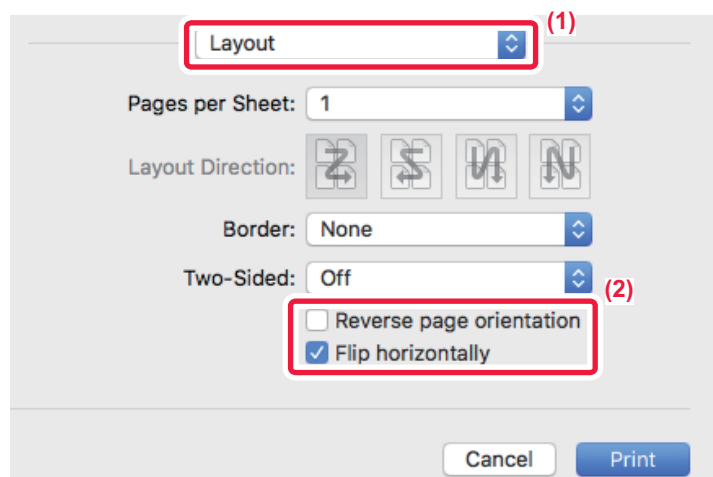 (1)
Layout
Pages per Sheet: 1
Layout Direction:
Border: None
Two-Sided: Off
(2)
Reverse page orientation
Flip horizontally
Cancel Print